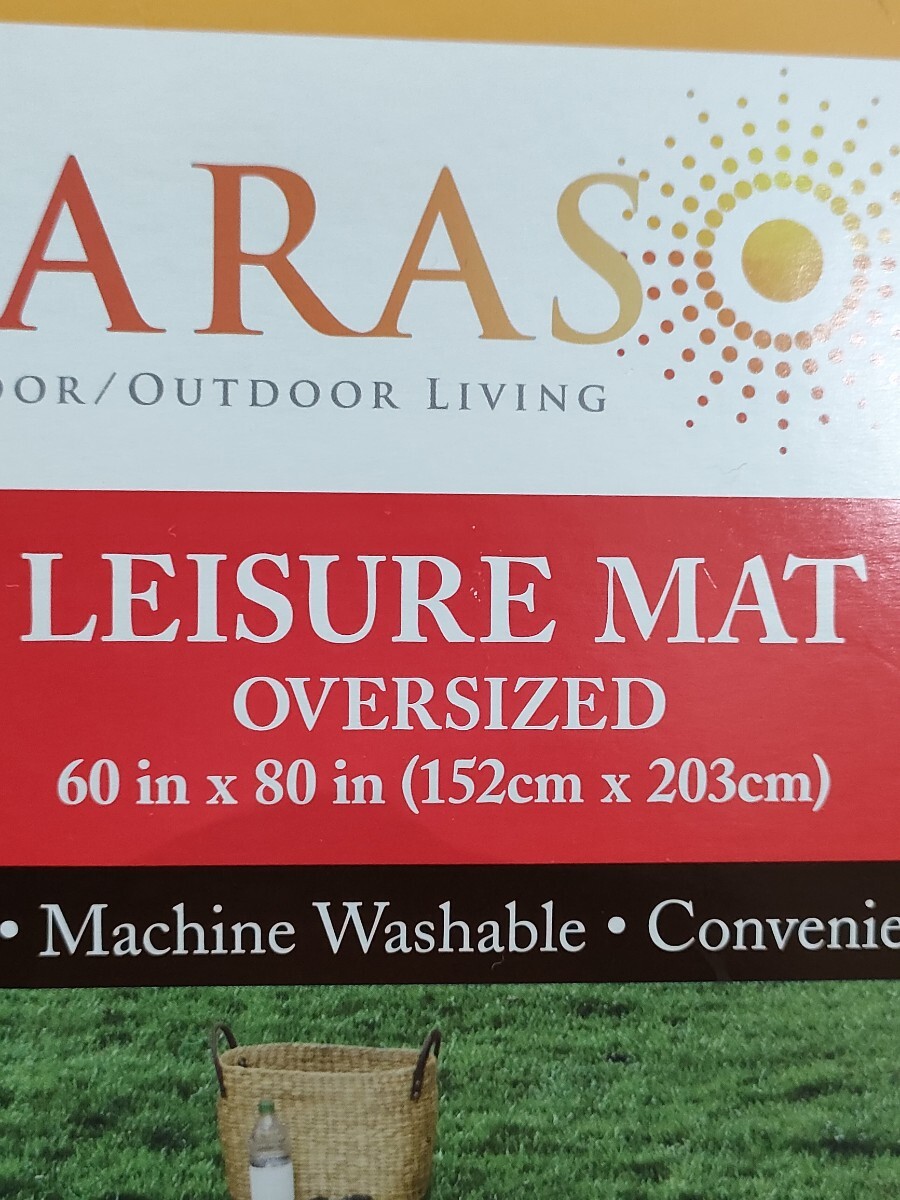 ARAS
OOR/OUTDOOR LIVING
LEISURE MAT
OVERSIZED
60 in x 80 in (152cm x 203cm)
• Machine Washable • Convenie